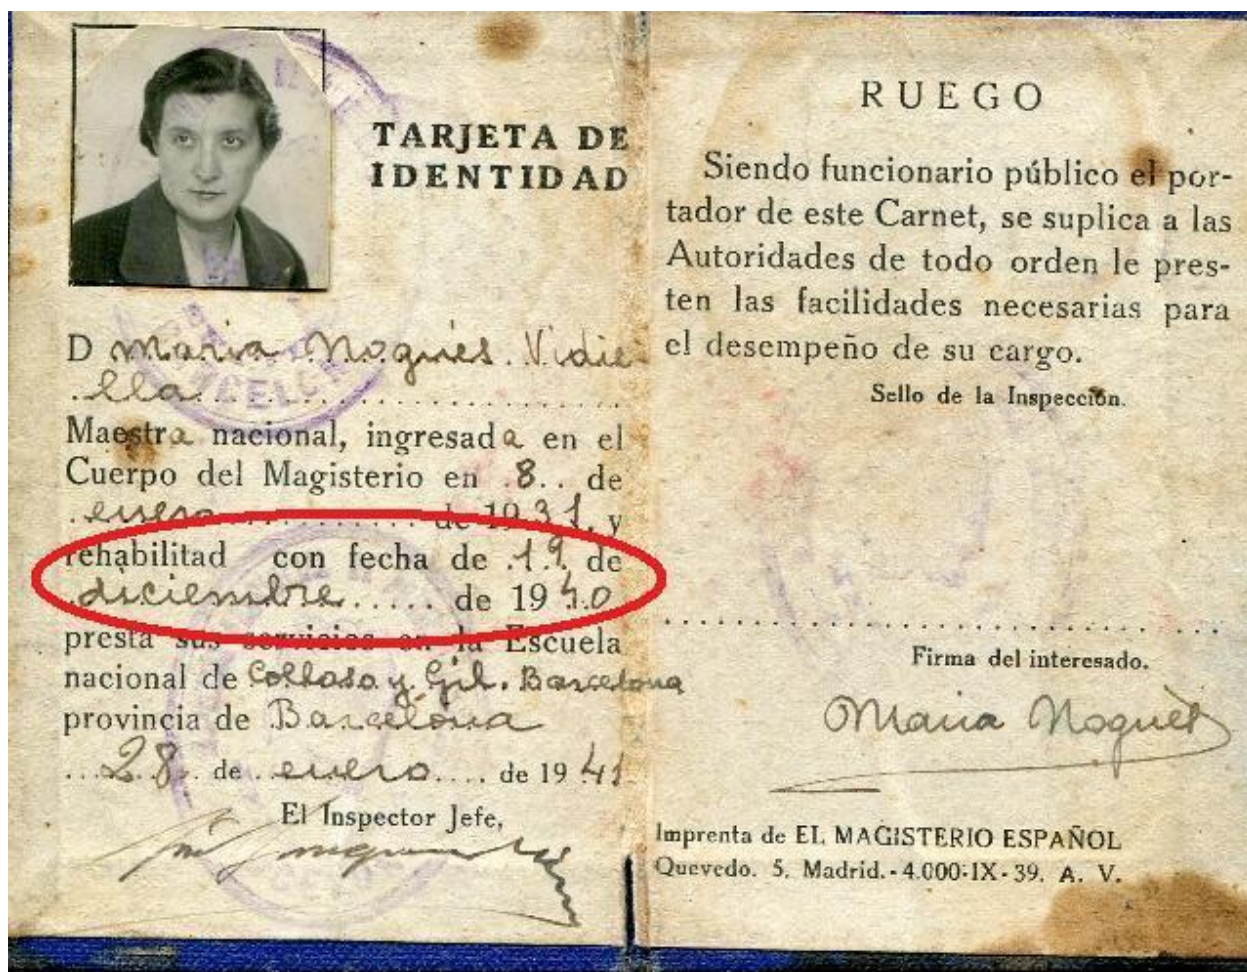 TARJETA DE
IDENTIDAD
D Maria Nogués Vidie
lla
Maestra nacional, ingresada en el
Cuerpo del Magisterio en 8 de
enero de 1931 y
rehabilitad con fecha de 19 de
diciembre de 1940
presta sus servicios en la Escuela
nacional de Collaso y Gil. Barcelona
provincia de Barcelona
28 de enero de 1941
El Inspector Jefe,
RUEGO
Siendo funcionario público el por-
tador de este Carnet, se suplica a las
Autoridades de todo orden le pres-
ten las facilidades necesarias para
el desempeño de su cargo.
Sello de la Inspección.
Firma del interesado.
Maria Noguès
Imprenta de EL MAGISTERIO ESPAÑOL
Quevedo. 5. Madrid.-4.000-IX-39. A. V.